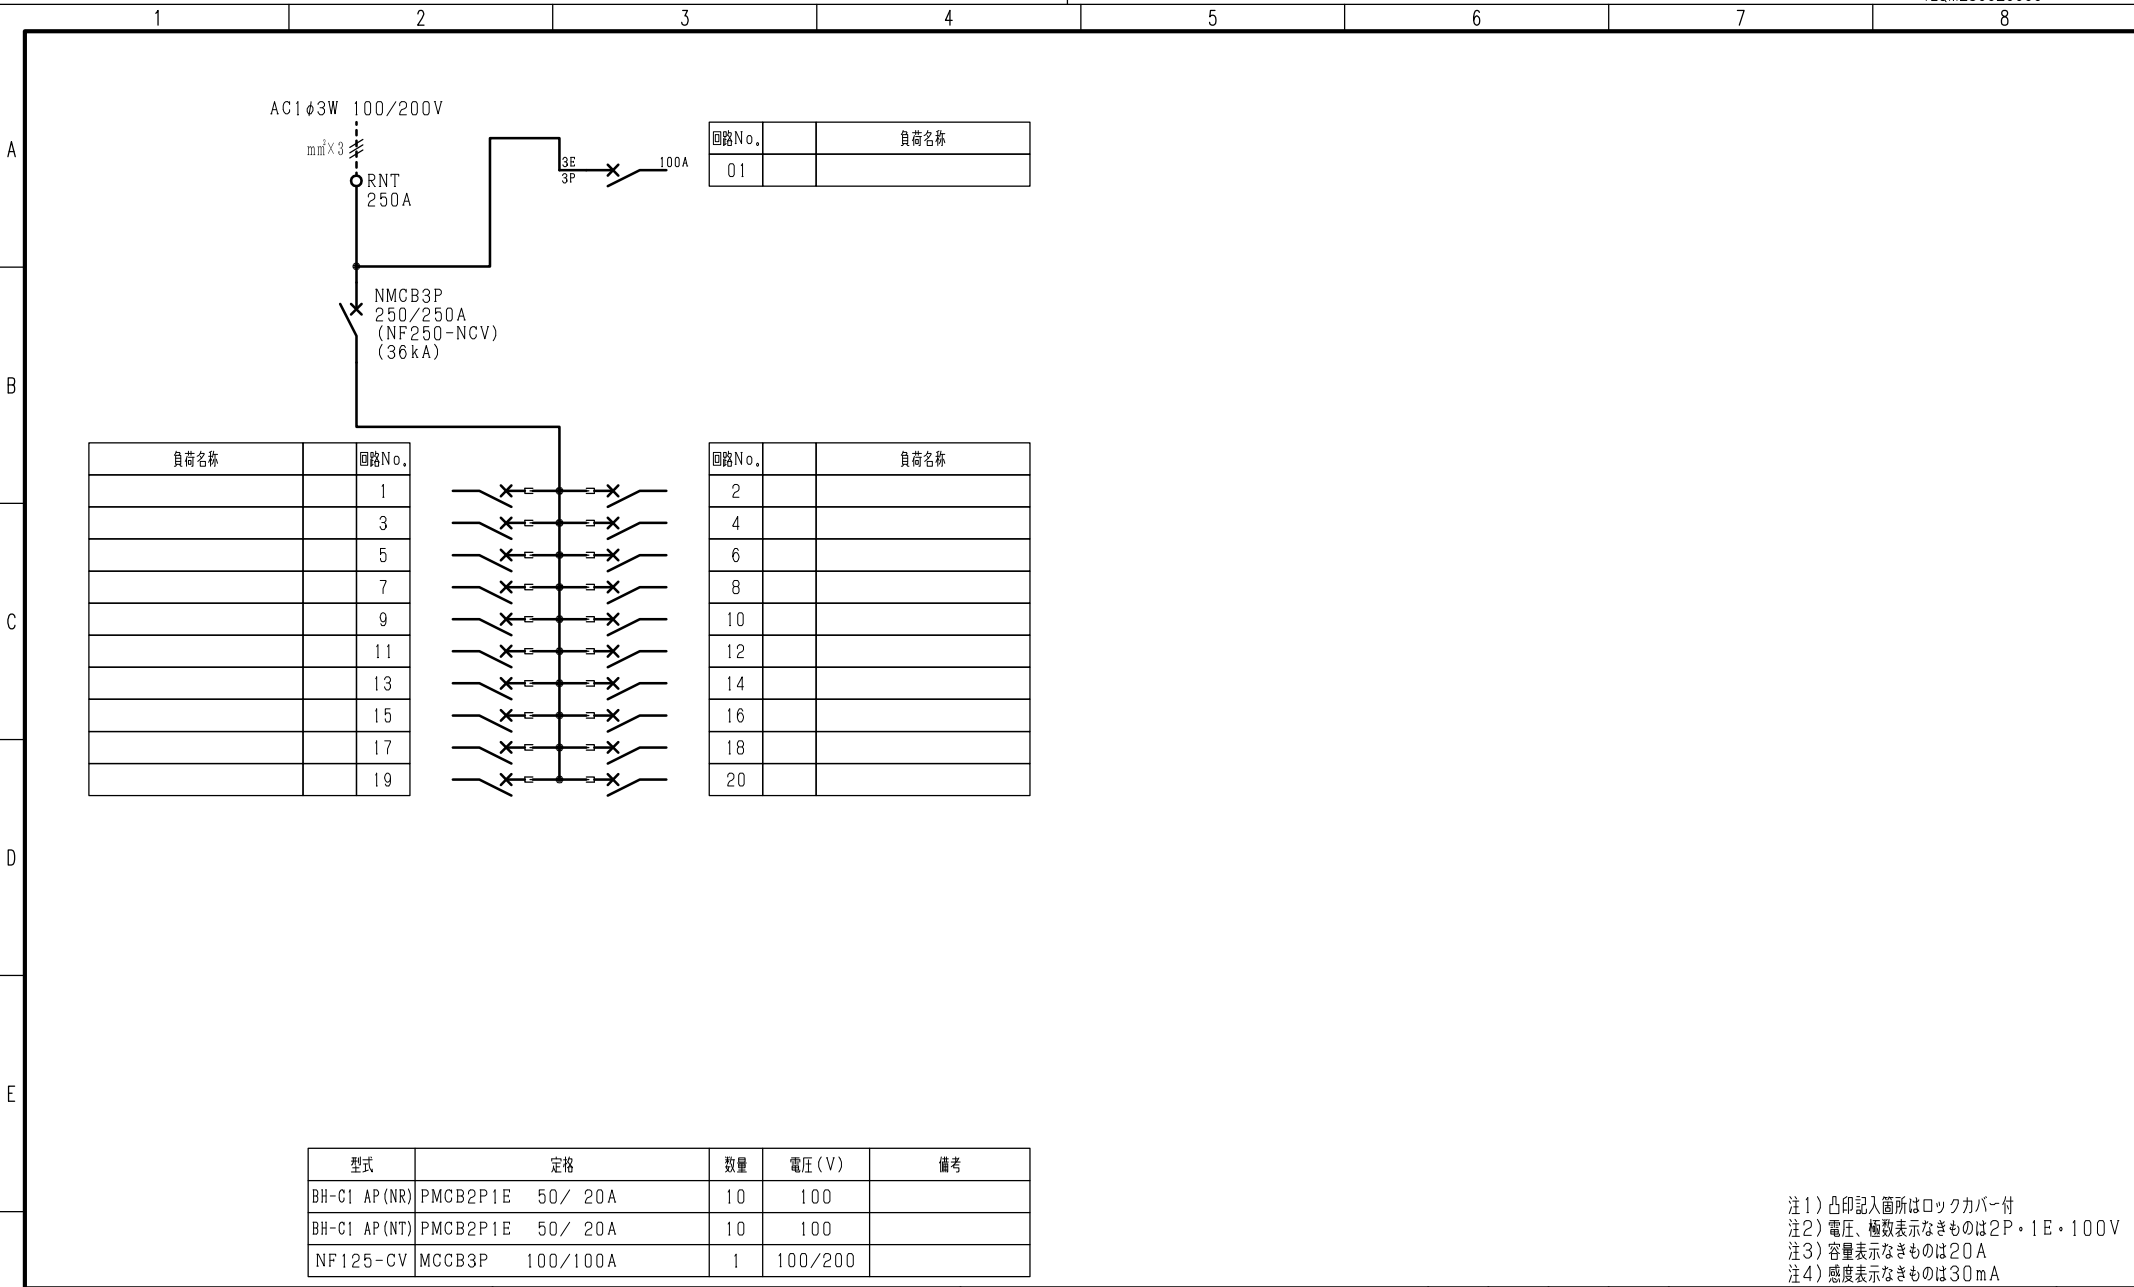 1 2 3 4 5 6 7 8
A
B
C
D
E
AC1φ3W 100/200V
mm²×3
RNT
250A
3E
3P
100A
回路No. 負荷名称
01
NMCB3P
250/250A
(NF250-NCV)
(36kA)
負荷名称 回路No.
1
3
5
7
9
11
13
15
17
19
回路No. 負荷名称
2
4
6
8
10
12
14
16
18
20
型式 定格 数量 電圧(V) 備考
BH-C1 AP(NR) PMCB2P1E 50/ 20A 10 100
BH-C1 AP(NT) PMCB2P1E 50/ 20A 10 100
NF125-CV MCCB3P 100/100A 1 100/200
注1)凸印記入箇所はロックカバー付
注2)電圧、極数表示なきものは2P・1E・100V
注3)容量表示なきものは20A
注4)感度表示なきものは30mA